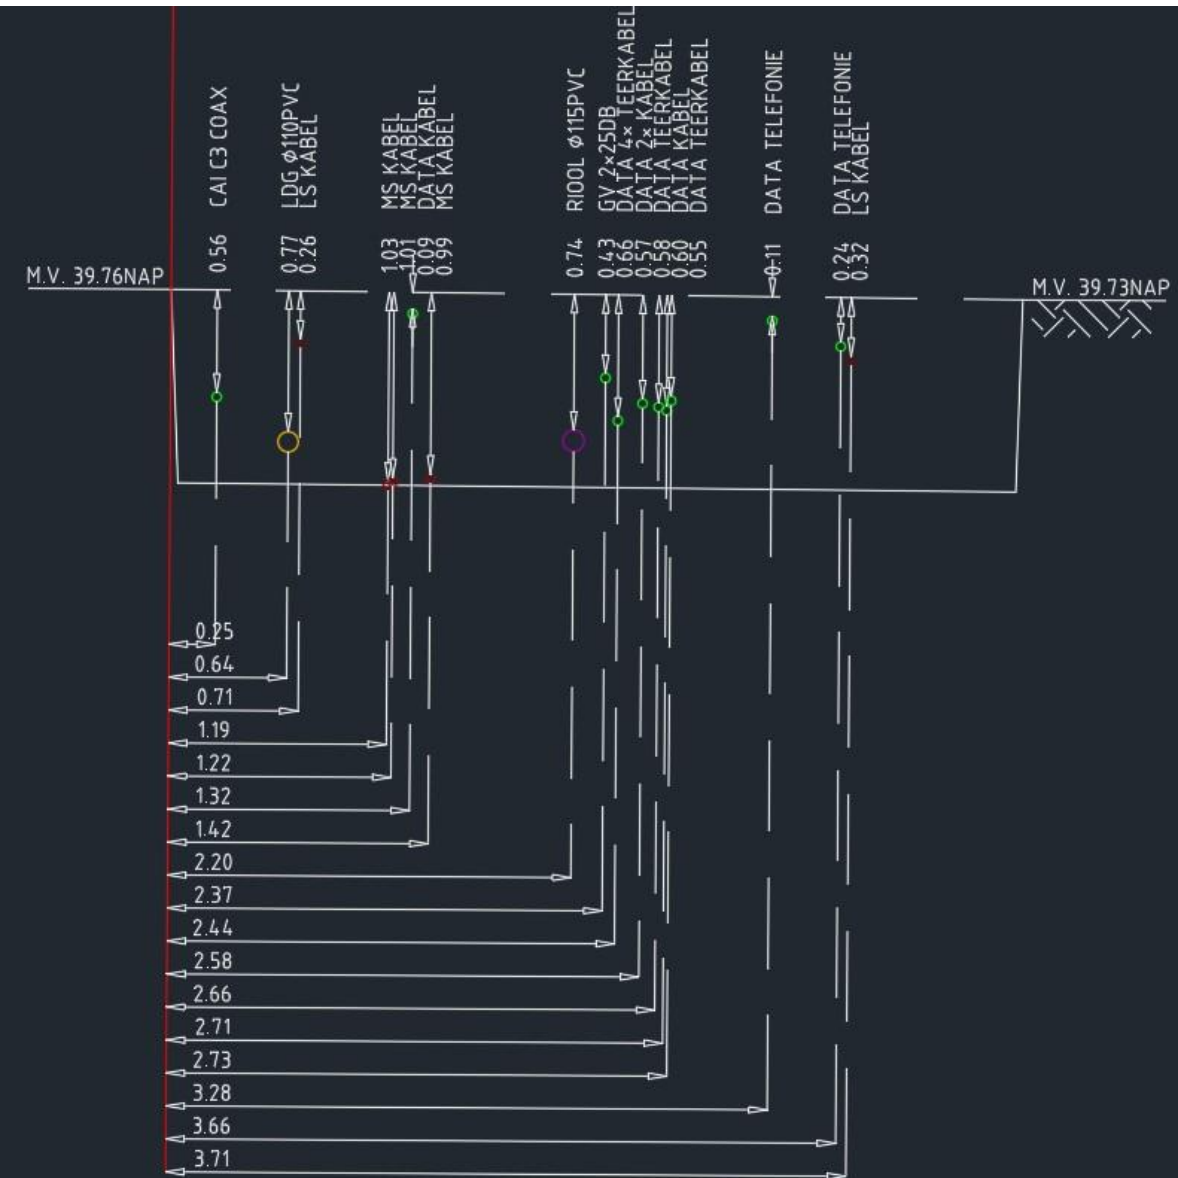 CAI C3 COAX
LDG ø110PVC
LS KABEL
MS KABEL
MS KABEL
DATA KABEL
MS KABEL
RIOOL ø115PVC
GV 2×25DB
DATA 4× TEERKABEL
DATA 2× KABEL
DATA TEERKABEL
DATA KABEL
DATA TEERKABEL
DATA TELEFONIE
DATA TELEFONIE
LS KABEL
0.56
0.77
0.26
1.03
1.01
0.09
0.99
0.74
0.43
0.66
0.57
0.58
0.60
0.55
0.11
0.24
0.32
M.V. 39.76NAP
M.V. 39.73NAP
0.25
0.64
0.71
1.19
1.22
1.32
1.42
2.20
2.37
2.44
2.58
2.66
2.71
2.73
3.28
3.66
3.71